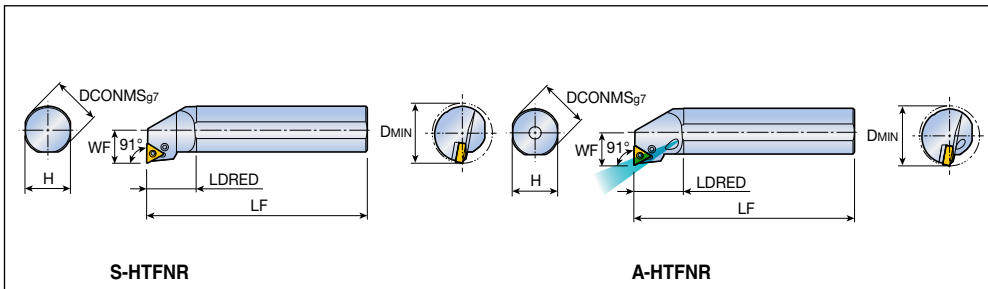 DCONMSg7
WF
91°
H
LDRED
LF
DMIN
S-HTFNR
DCONMSg7
WF
91°
H
LDRED
LF
DMIN
A-HTFNR